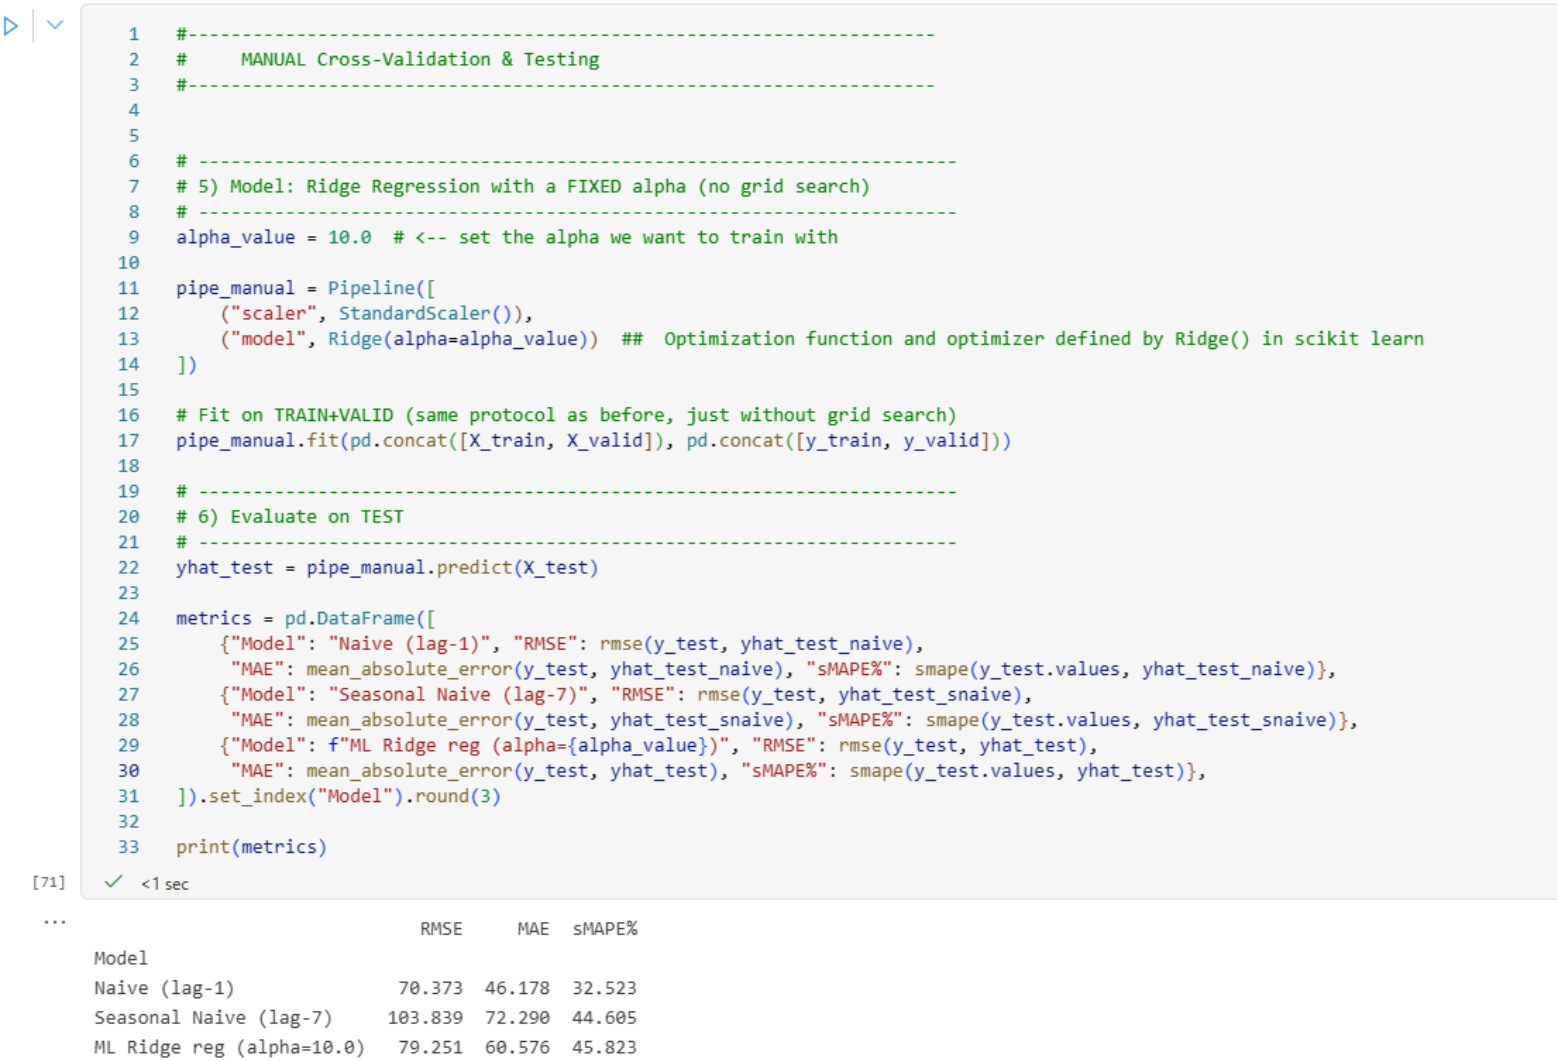 1 #---------------------------------------------------------------------
2 #     MANUAL Cross-Validation & Testing
3 #---------------------------------------------------------------------
4
5
6 # ----------------------------------------------------------------------
7 # 5) Model: Ridge Regression with a FIXED alpha (no grid search)
8 # ----------------------------------------------------------------------
9 alpha_value = 10.0  # <-- set the alpha we want to train with
10
11 pipe_manual = Pipeline([
12     ("scaler", StandardScaler()),
13     ("model", Ridge(alpha=alpha_value))  ##  Optimization function and optimizer defined by Ridge() in scikit learn
14 ])
15
16 # Fit on TRAIN+VALID (same protocol as before, just without grid search)
17 pipe_manual.fit(pd.concat([X_train, X_valid]), pd.concat([y_train, y_valid]))
18
19 # ----------------------------------------------------------------------
20 # 6) Evaluate on TEST
21 # ----------------------------------------------------------------------
22 yhat_test = pipe_manual.predict(X_test)
23
24 metrics = pd.DataFrame([
25     {"Model": "Naive (lag-1)", "RMSE": rmse(y_test, yhat_test_naive),
26      "MAE": mean_absolute_error(y_test, yhat_test_naive), "sMAPE%": smape(y_test.values, yhat_test_naive)},
27     {"Model": "Seasonal Naive (lag-7)", "RMSE": rmse(y_test, yhat_test_snaive),
28      "MAE": mean_absolute_error(y_test, yhat_test_snaive), "sMAPE%": smape(y_test.values, yhat_test_snaive)},
29     {"Model": f"ML Ridge reg (alpha={alpha_value})", "RMSE": rmse(y_test, yhat_test),
30      "MAE": mean_absolute_error(y_test, yhat_test), "sMAPE%": smape(y_test.values, yhat_test)},
31 ]).set_index("Model").round(3)
32
33 print(metrics)
[71] <1 sec
... RMSE MAE sMAPE%
Model
Naive (lag-1) 70.373 46.178 32.523
Seasonal Naive (lag-7) 103.839 72.290 44.605
ML Ridge reg (alpha=10.0) 79.251 60.576 45.823